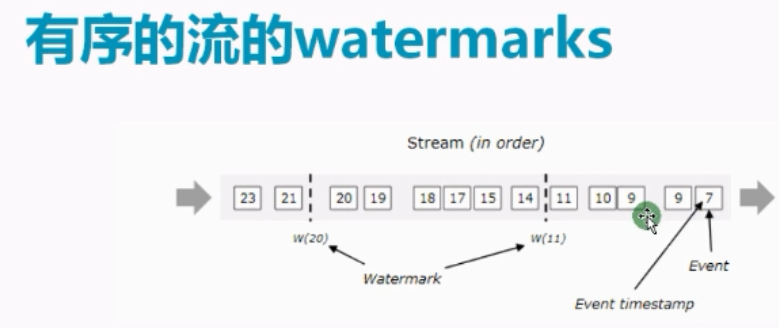 有序的流的watermarks
Stream (in order)
23 21 20 19 18 17 15 14 11 10 9 9 7
W(20) W(11)
Watermark
Event
Event timestamp